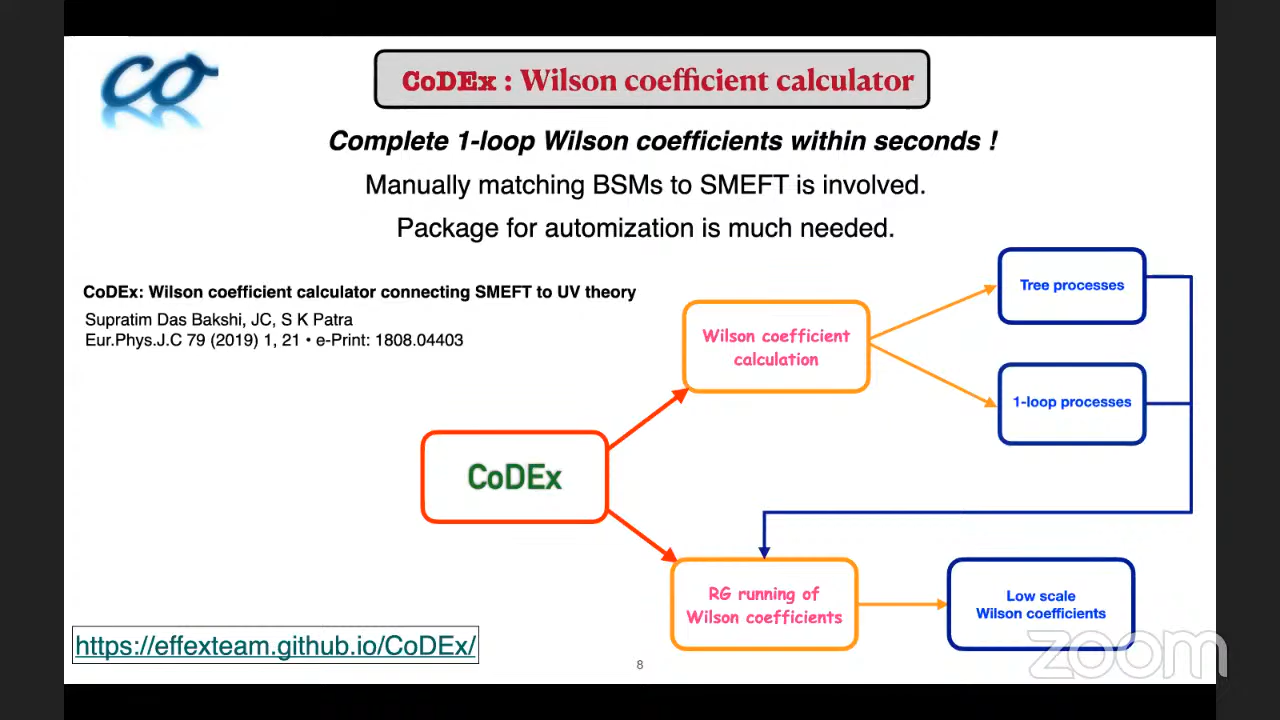 co
CoDEx : Wilson coefficient calculator
Complete 1-loop Wilson coefficients within seconds !
Manually matching BSMs to SMEFT is involved.
Package for automization is much needed.
CoDEx: Wilson coefficient calculator connecting SMEFT to UV theory
Supratim Das Bakshi, JC, S K Patra
Eur.Phys.J.C 79 (2019) 1, 21 • e-Print: 1808.04403
Tree processes
Wilson coefficient
calculation
1-loop processes
CoDEx
RG running of
Wilson coefficients
Low scale
Wilson coefficients
https://effexteam.github.io/CoDEx/
8
zoom